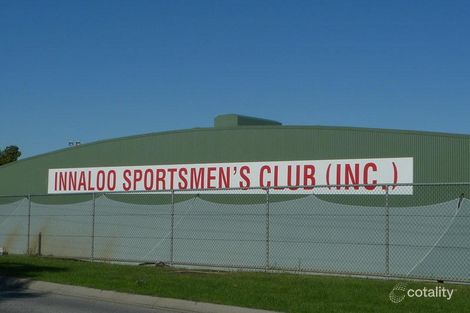 INNALOO SPORTSMEN'S CLUB (INC.)
cotality